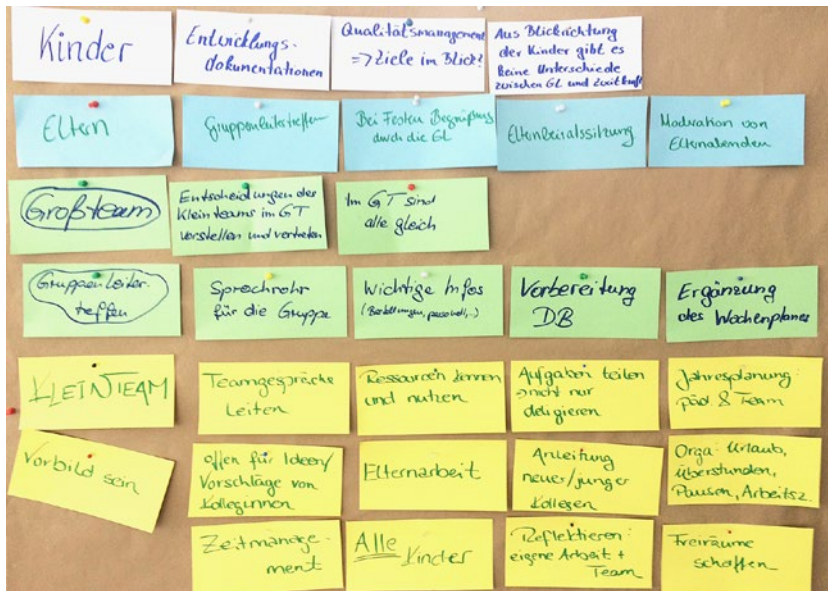 Kinder
Entwicklungs-
dokumentationen
Qualitätsmanagement
=> Ziele im Blick?
Aus Blickrichtung
der Kinder gibt es
keine Unterschiede
zwischen GL und Zweitkraft
Eltern
Gruppenleitertreffen
Bei Festen Begrüßung
durch die GL
Elternbeiratssitzung
Moderation von
Elternabenden
Großteam
Entscheidungen des
Kleinteams im GT
vorstellen und vertreten
Im GT sind
alle gleich
Gruppenleiter-
treffen
Sprachrohr
für die Gruppe
Wichtige Infos
(Bestellungen, personell,..)
Vorbereitung
DB
Ergänzung
des Wochenplanes
KLEINTEAM
Teamgespräche
Leiten
Ressourcen kennen
und nutzen
Aufgaben teilen
→ nicht nur
deligieren
Jahresplanung:
päd & Team
Vorbild sein
offen für Ideen/
Vorschläge von
Kolleginnen
Elternarbeit
Anleitung
neuer/junger
Kollegen
Orga: Urlaub,
Überstunden,
Pausen, Arbeitsz.
Zeitmanage-
ment
Alle Kinder
Reflektieren:
eigene Arbeit +
Team
Freiräume
schaffen